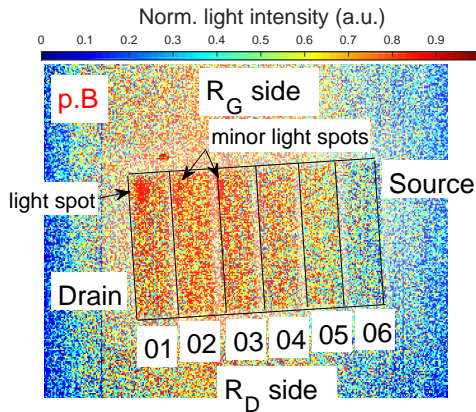 Norm. light intensity (a.u.)
0 0.1 0.2 0.3 0.4 0.5 0.6 0.7 0.8 0.9
p.B
R_G side
minor light spots
Source
light spot
Drain
01 02 03 04 05 06
R_D side